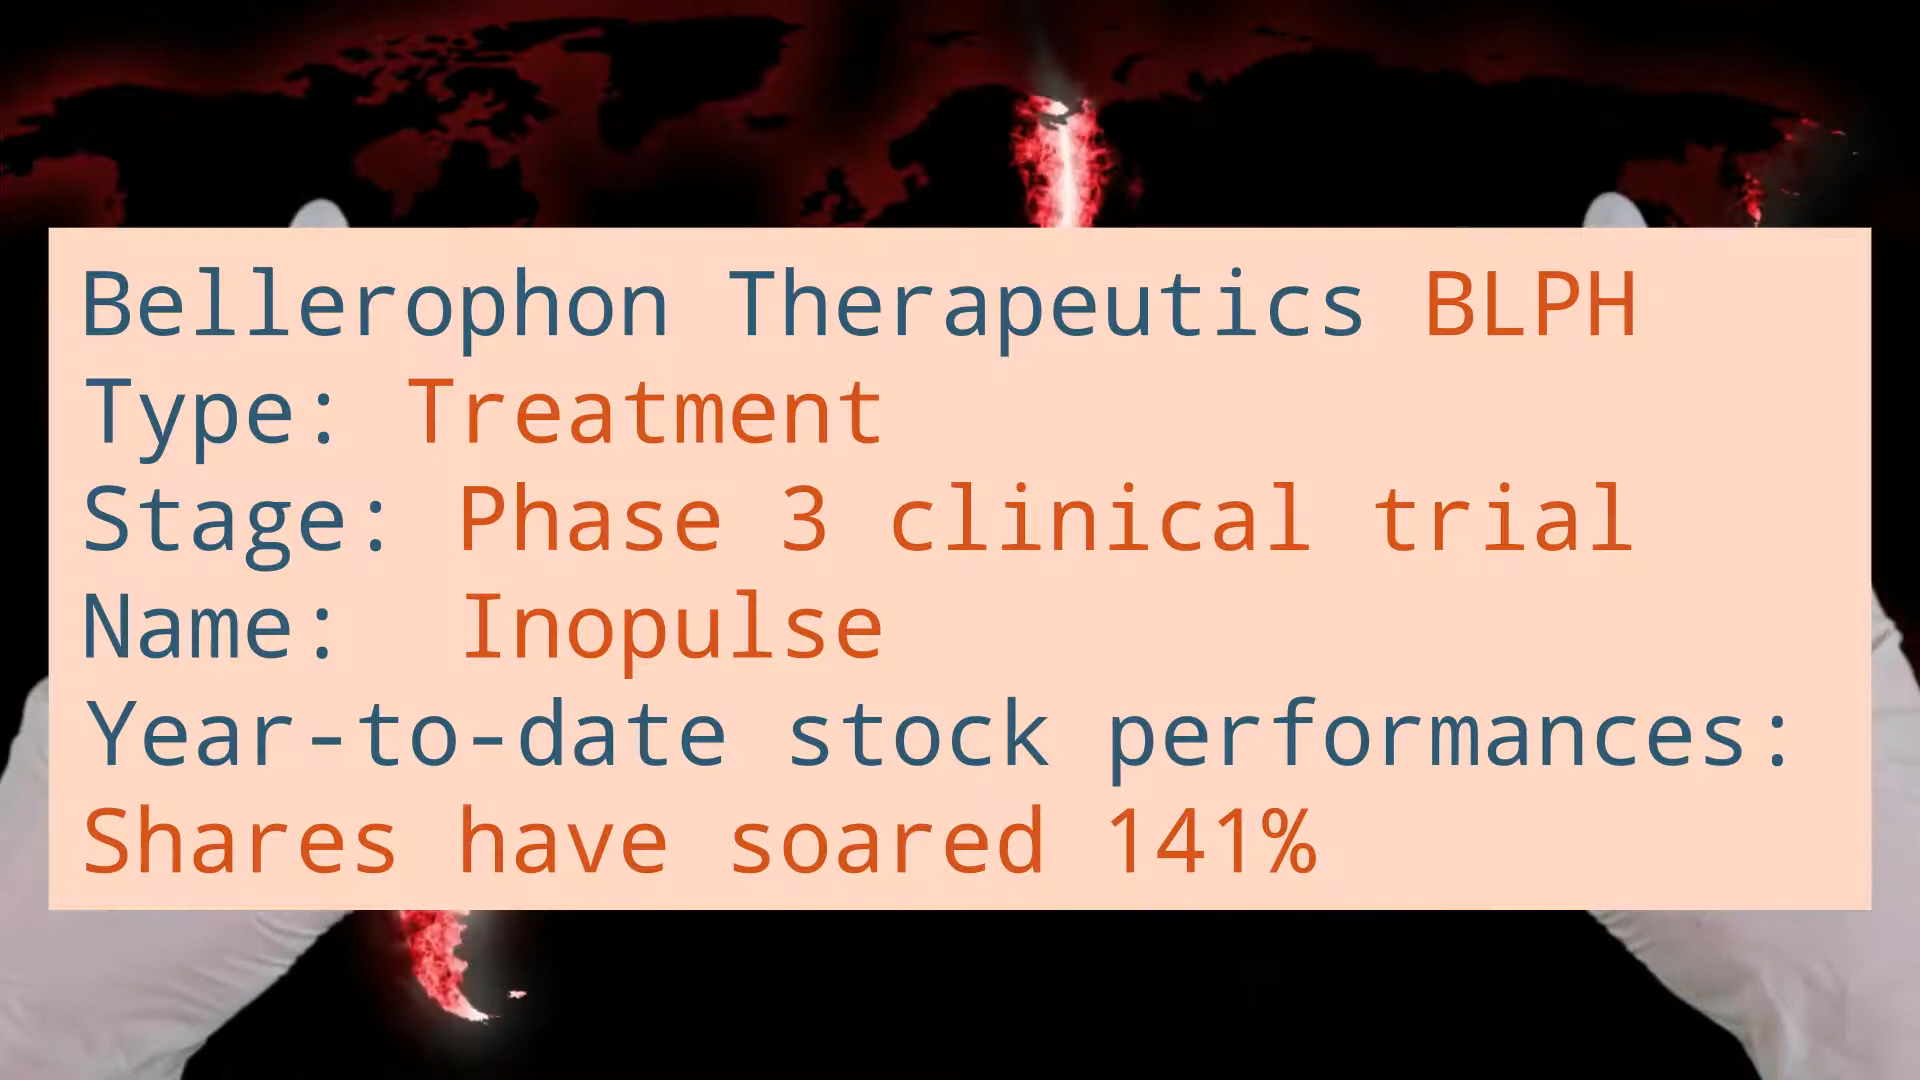 Bellerophon Therapeutics BLPH
Type: Treatment
Stage: Phase 3 clinical trial
Name: Inopulse
Year-to-date stock performances:
Shares have soared 141%